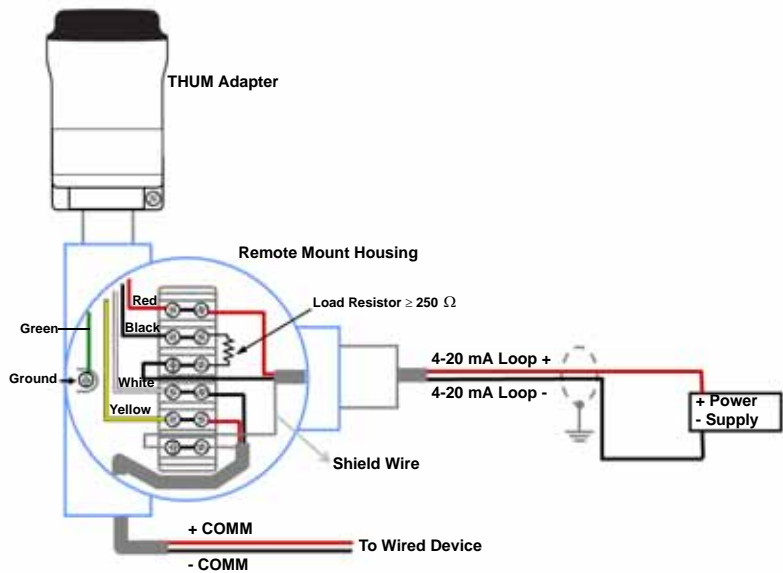 THUM Adapter
Remote Mount Housing
Red
Load Resistor ≥ 250 Ω
Black
Green
4-20 mA Loop +
Ground
White
4-20 mA Loop -
+ Power
- Supply
Yellow
Shield Wire
+ COMM
To Wired Device
- COMM